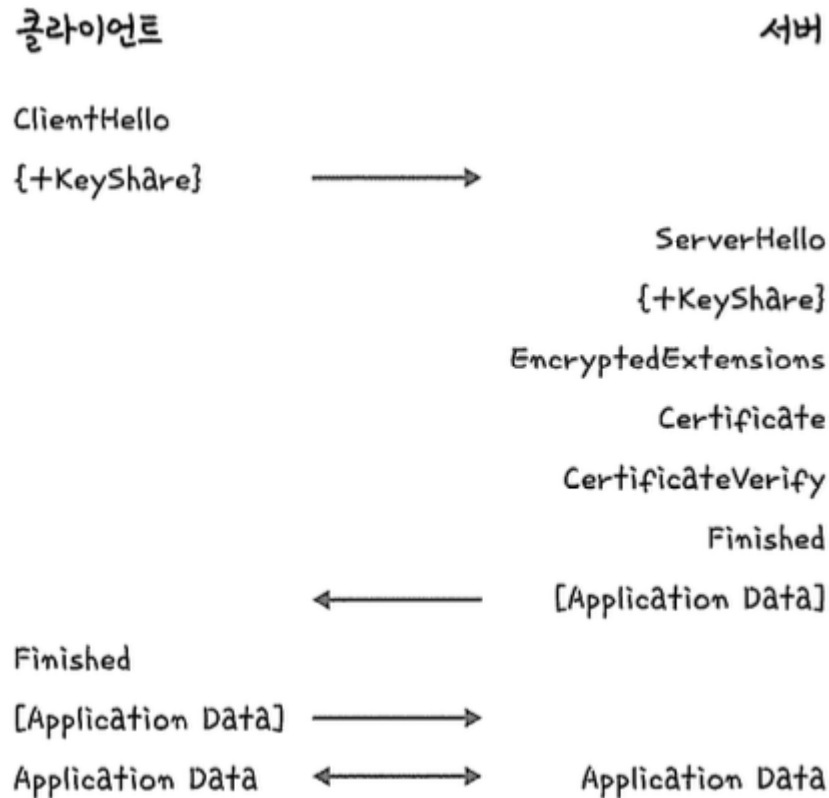 클라이언트 서버
ClientHello
{+KeyShare}
ServerHello
{+KeyShare}
EncryptedExtensions
Certificate
CertificateVerify
Finished
[Application Data]
Finished
[Application Data]
Application Data Application Data